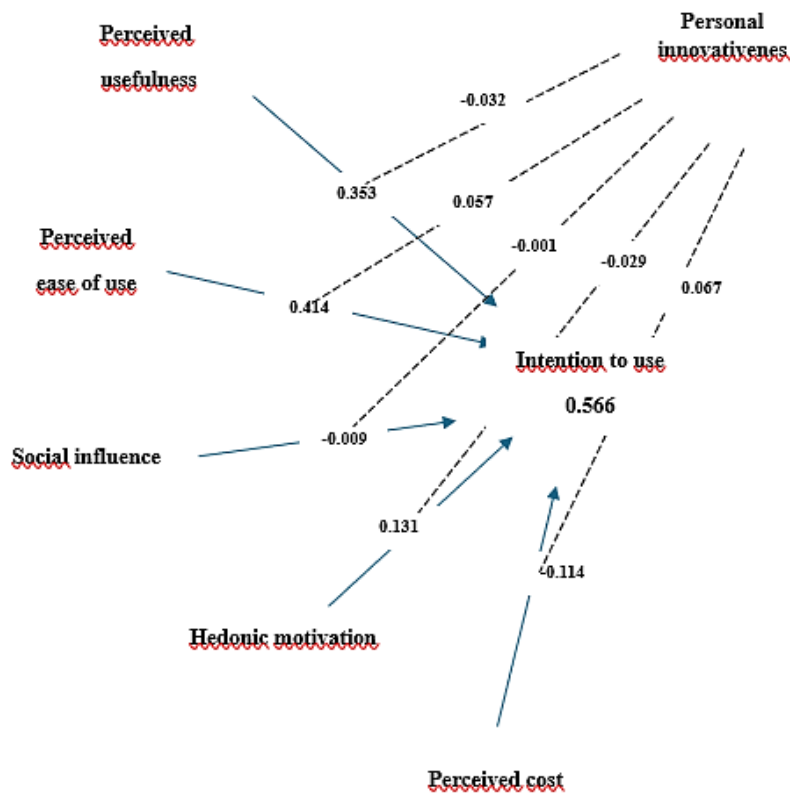 Perceived
usefulness
Personal
innovativenes
-0.032
0.353
0.057
Perceived
ease of use
-0.001
-0.029
0.067
0.414
Intention to use
0.566
Social influence
-0.009
0.131
-0.114
Hedonic motivation
Perceived cost